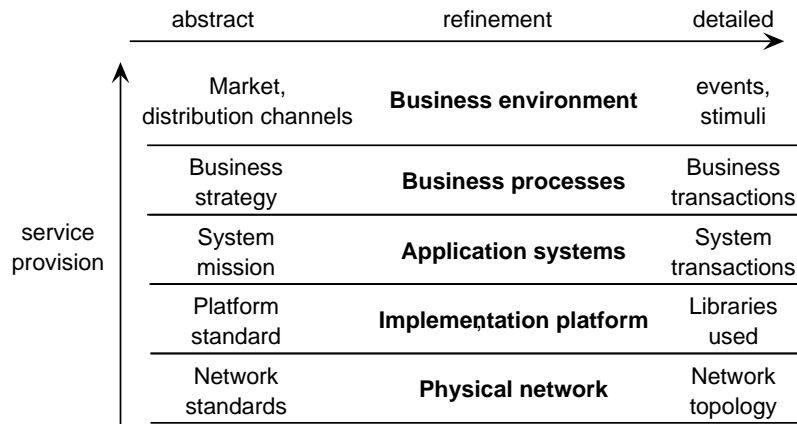 abstract refinement detailed
Market,
distribution channels
Business environment
events,
stimuli
Business
strategy
Business processes
Business
transactions
service
provision
System
mission
Application systems
System
transactions
Platform
standard
Implementation platform
Libraries
used
Network
standards
Physical network
Network
topology